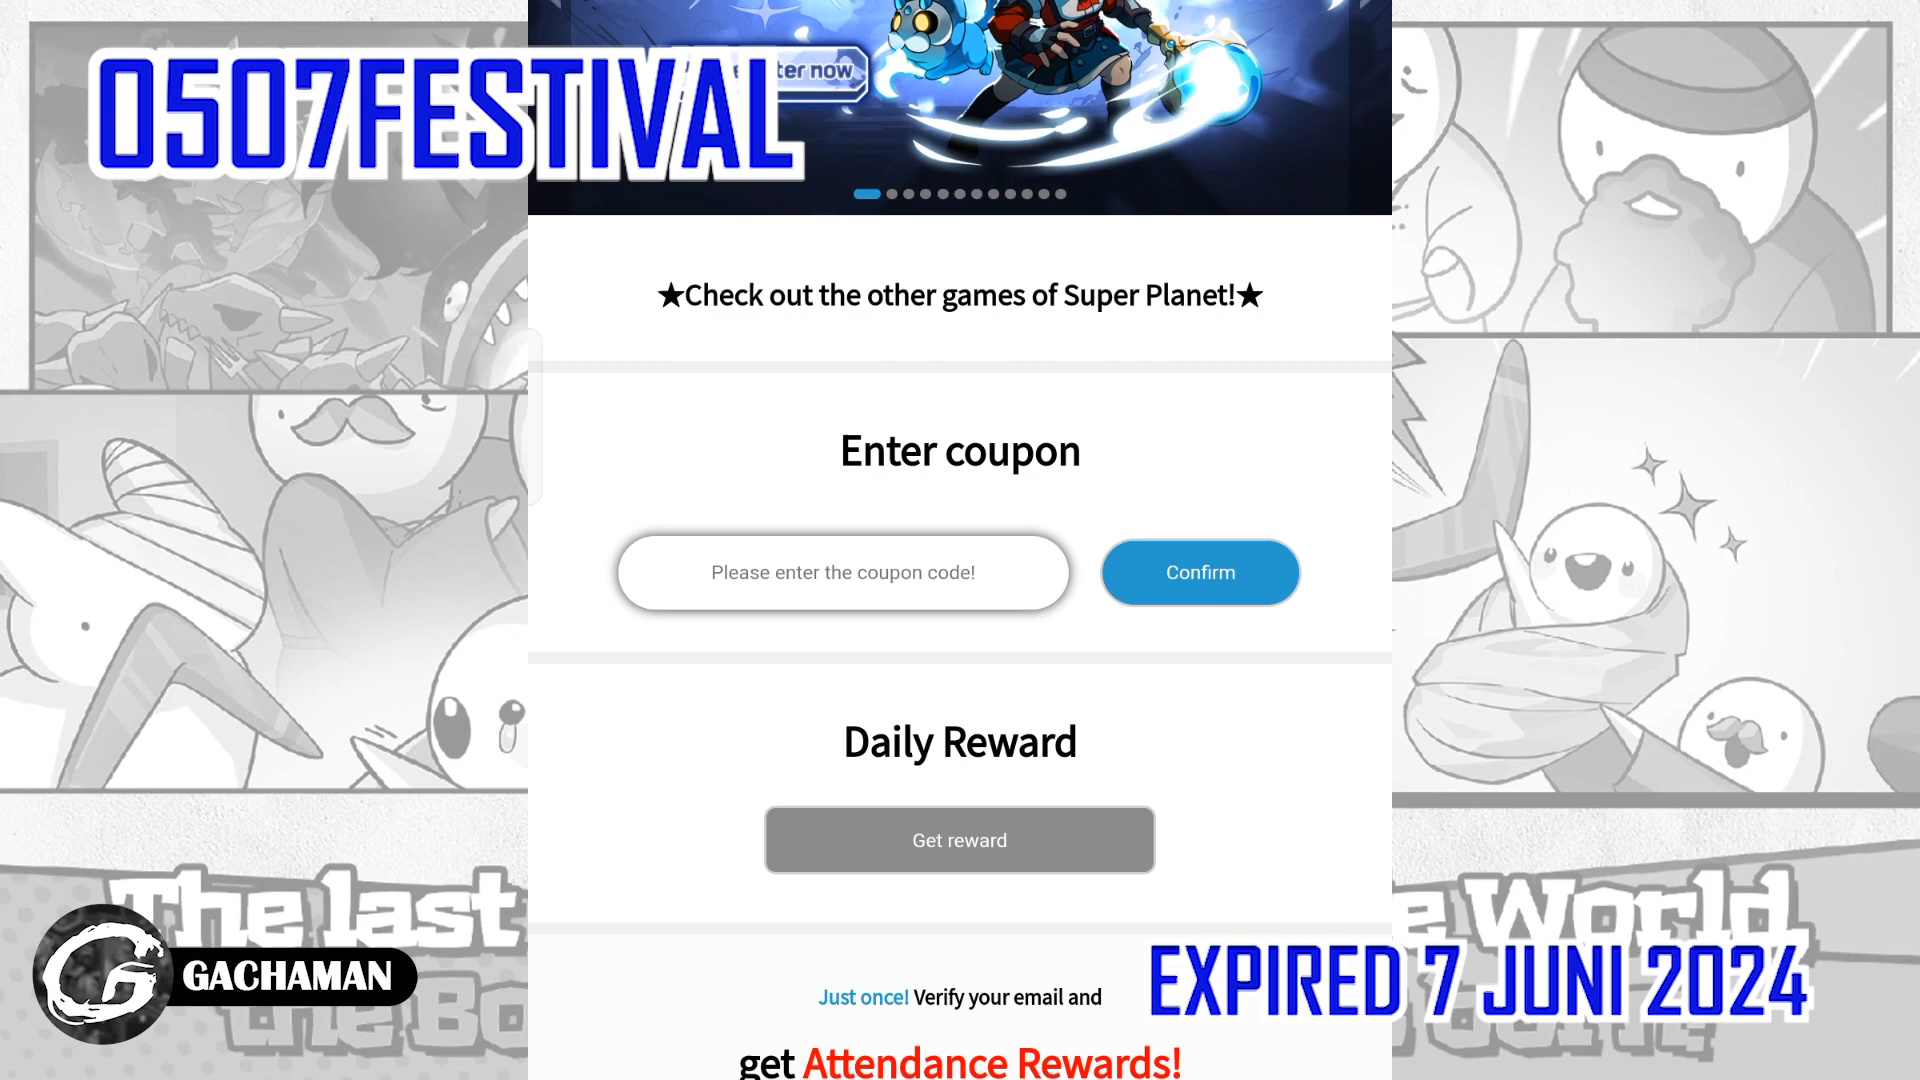 0507FESTIVAL
ter now
★Check out the other games of Super Planet!★
Enter coupon
Please enter the coupon code!
Confirm
Daily Reward
Get reward
The last
e World
the Bo
GACHAMAN
EXPIRED 7 JUNI 2024
Just once! Verify your email and
get Attendance Rewards!